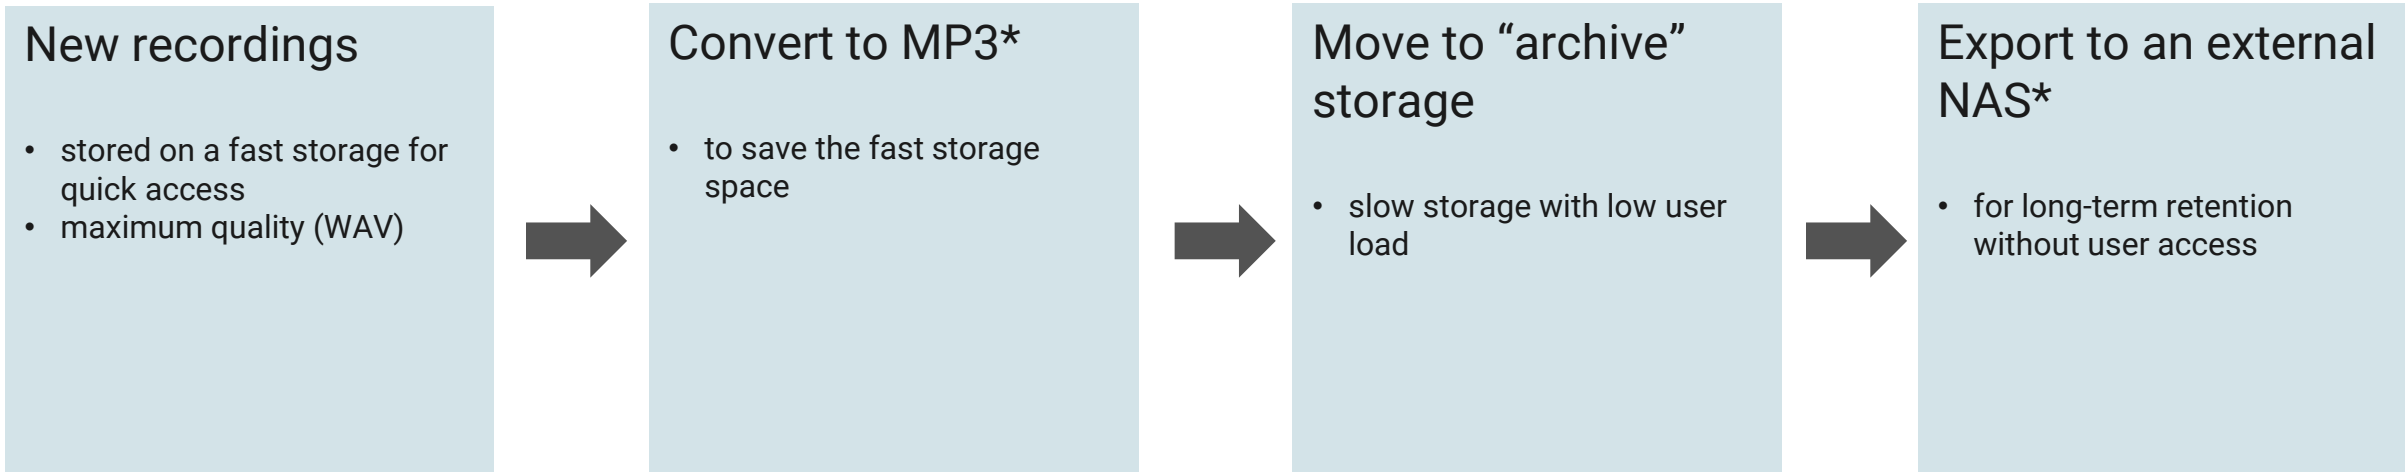 New recordings
• stored on a fast storage for
quick access
• maximum quality (WAV)
Convert to MP3*
• to save the fast storage
space
Move to “archive”
storage
• slow storage with low user
load
Export to an external
NAS*
• for long-term retention
without user access